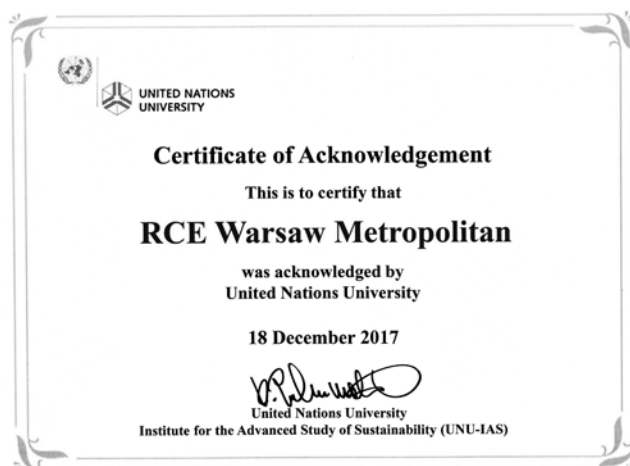 UNITED NATIONS
UNIVERSITY
Certificate of Acknowledgement
This is to certify that
RCE Warsaw Metropolitan
was acknowledged by
United Nations University
18 December 2017
United Nations University
Institute for the Advanced Study of Sustainability (UNU-IAS)